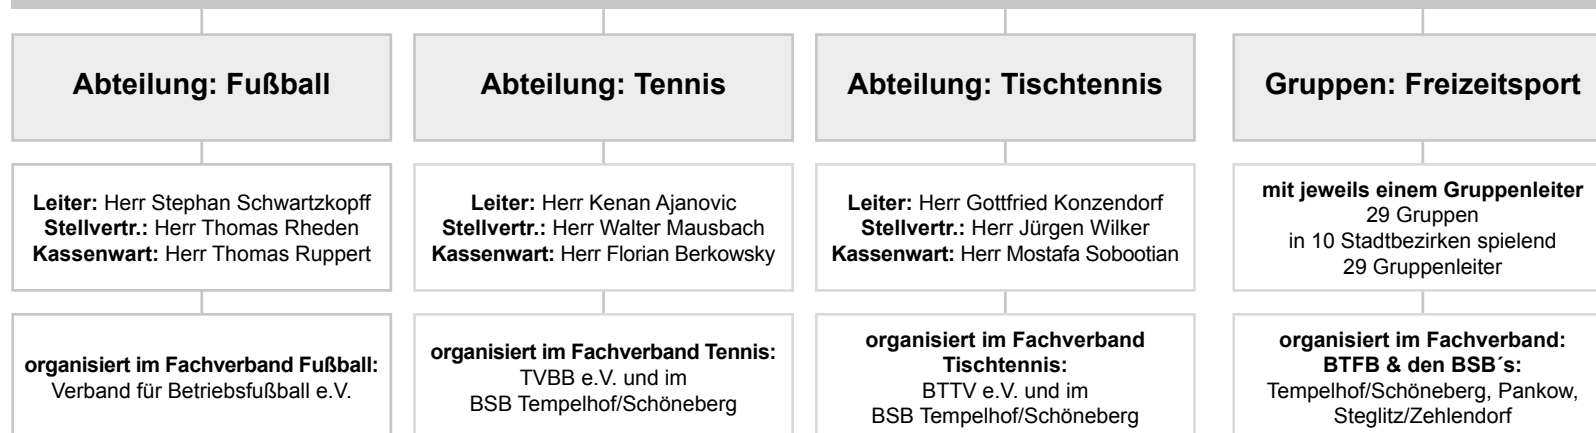 Abteilung: Fußball
Leiter: Herr Stephan Schwartzkopff
Stellvertr.: Herr Thomas Rheden
Kassenwart: Herr Thomas Ruppert
organisiert im Fachverband Fußball:
Verband für Betriebsfußball e.V.
Abteilung: Tennis
Leiter: Herr Kenan Ajanovic
Stellvertr.: Herr Walter Mausbach
Kassenwart: Herr Florian Berkowsky
organisiert im Fachverband Tennis:
TVBB e.V. und im
BSB Tempelhof/Schöneberg
Abteilung: Tischtennis
Leiter: Herr Gottfried Konzendorf
Stellvertr.: Herr Jürgen Wilker
Kassenwart: Herr Mostafa Sobootian
organisiert im Fachverband
Tischtennis:
BTTV e.V. und im
BSB Tempelhof/Schöneberg
Gruppen: Freizeitsport
mit jeweils einem Gruppenleiter
29 Gruppen
in 10 Stadtbezirken spielend
29 Gruppenleiter
organisiert im Fachverband:
BTFB & den BSB´s:
Tempelhof/Schöneberg, Pankow,
Steglitz/Zehlendorf